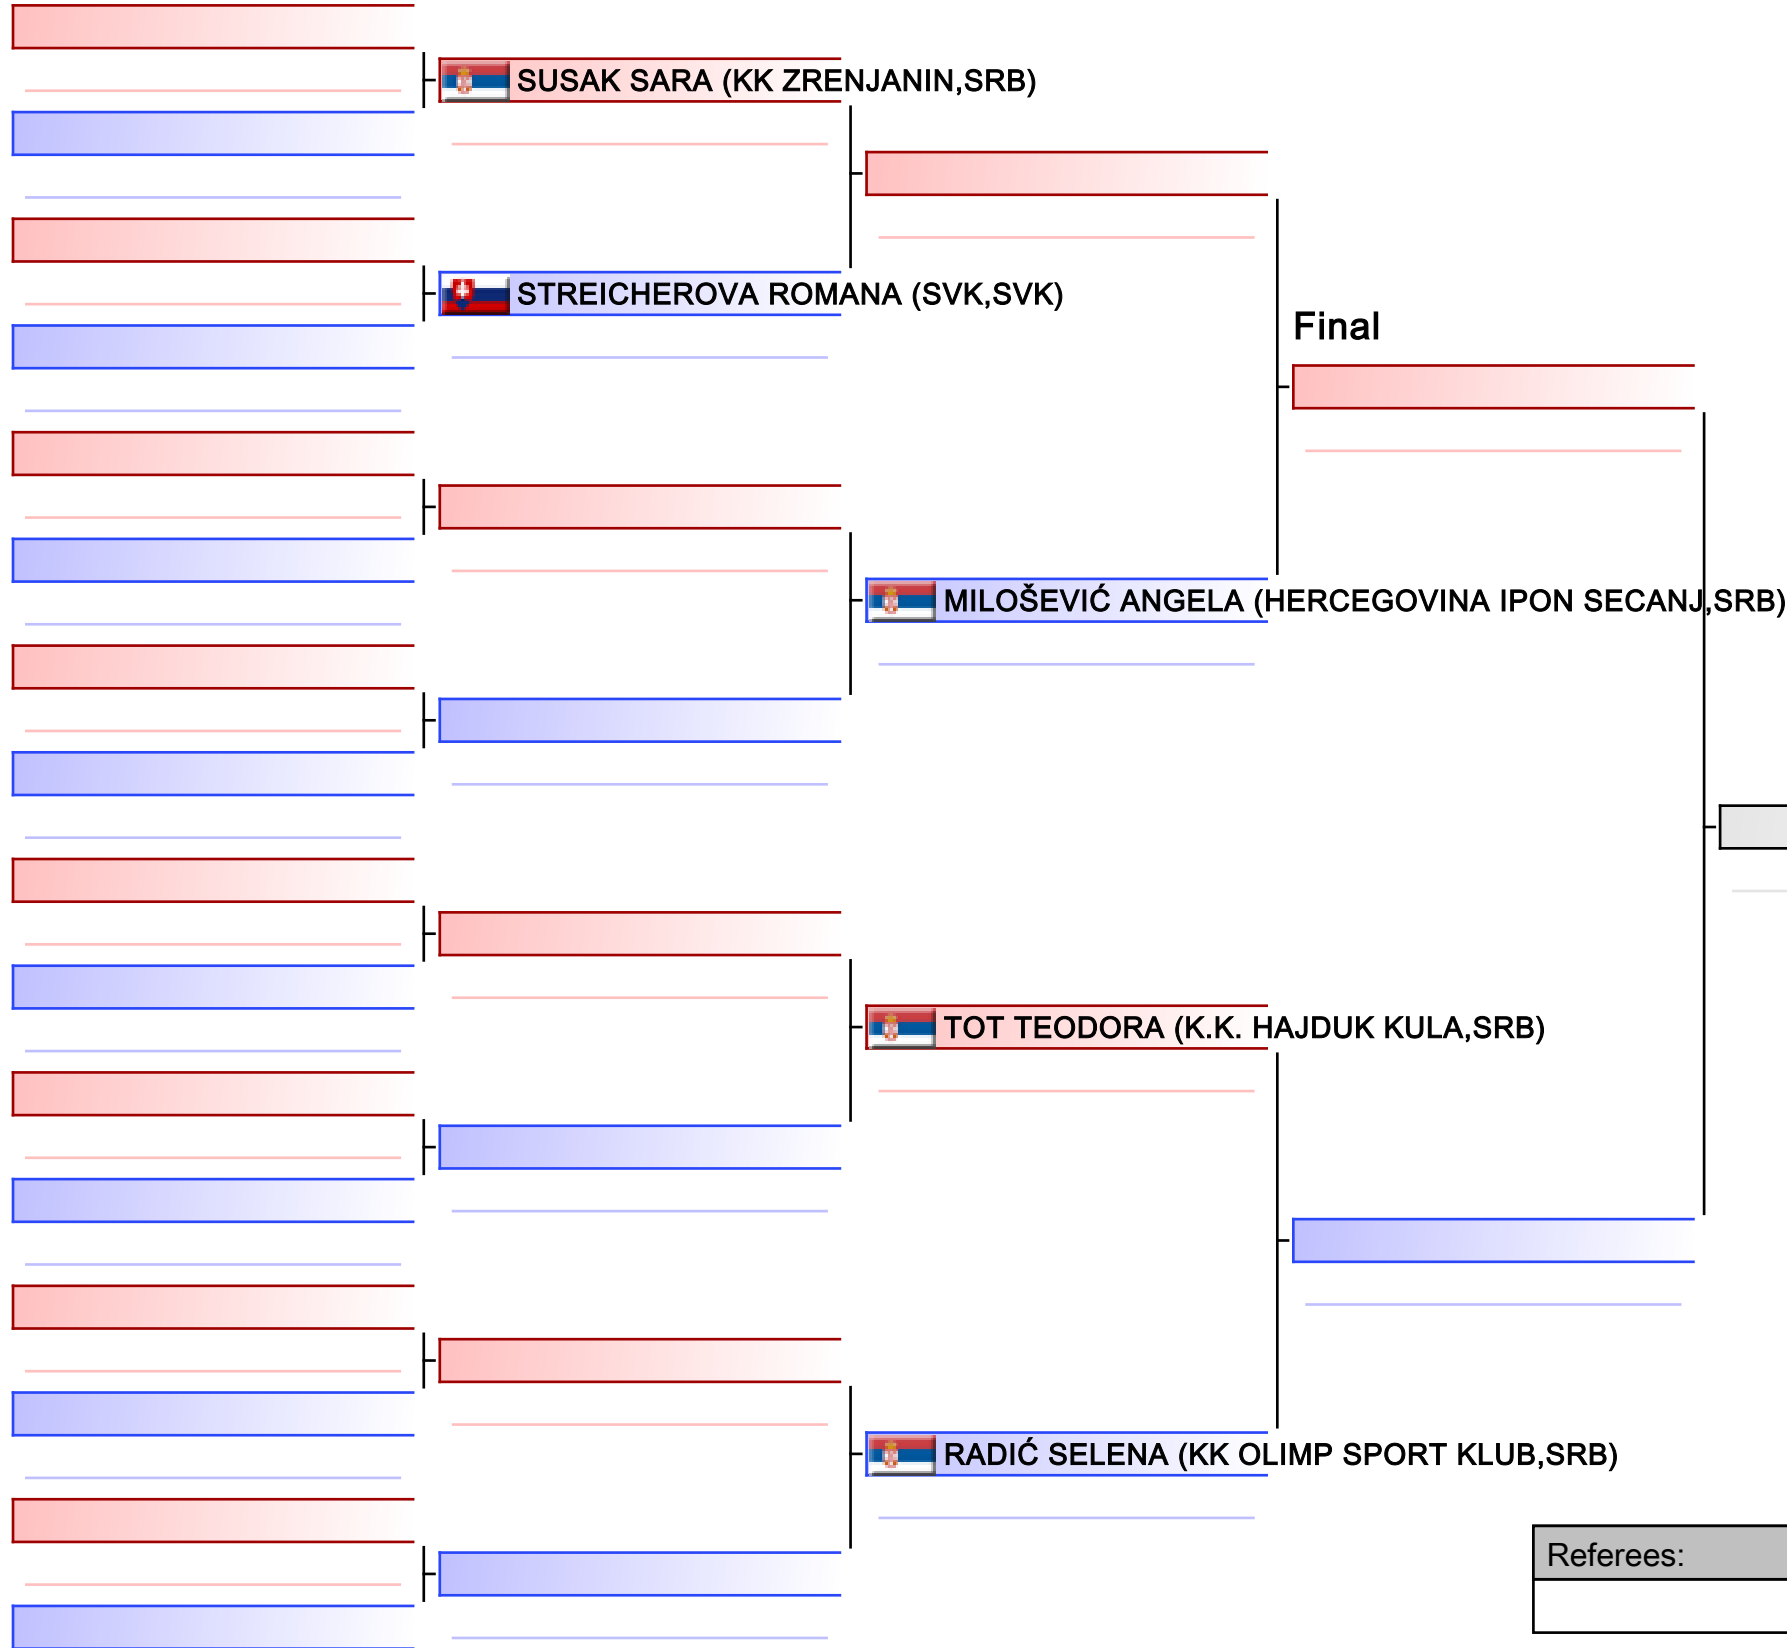 SUSAK SARA (KK ZRENJANIN,SRB)
STREICHEROVA ROMANA (SVK,SVK)
Final
MILOŠEVIĆ ANGELA (HERCEGOVINA IPON SECANJ,SRB)
TOT TEODORA (K.K. HAJDUK KULA,SRB)
RADIĆ SELENA (KK OLIMP SPORT KLUB,SRB)
Referees: